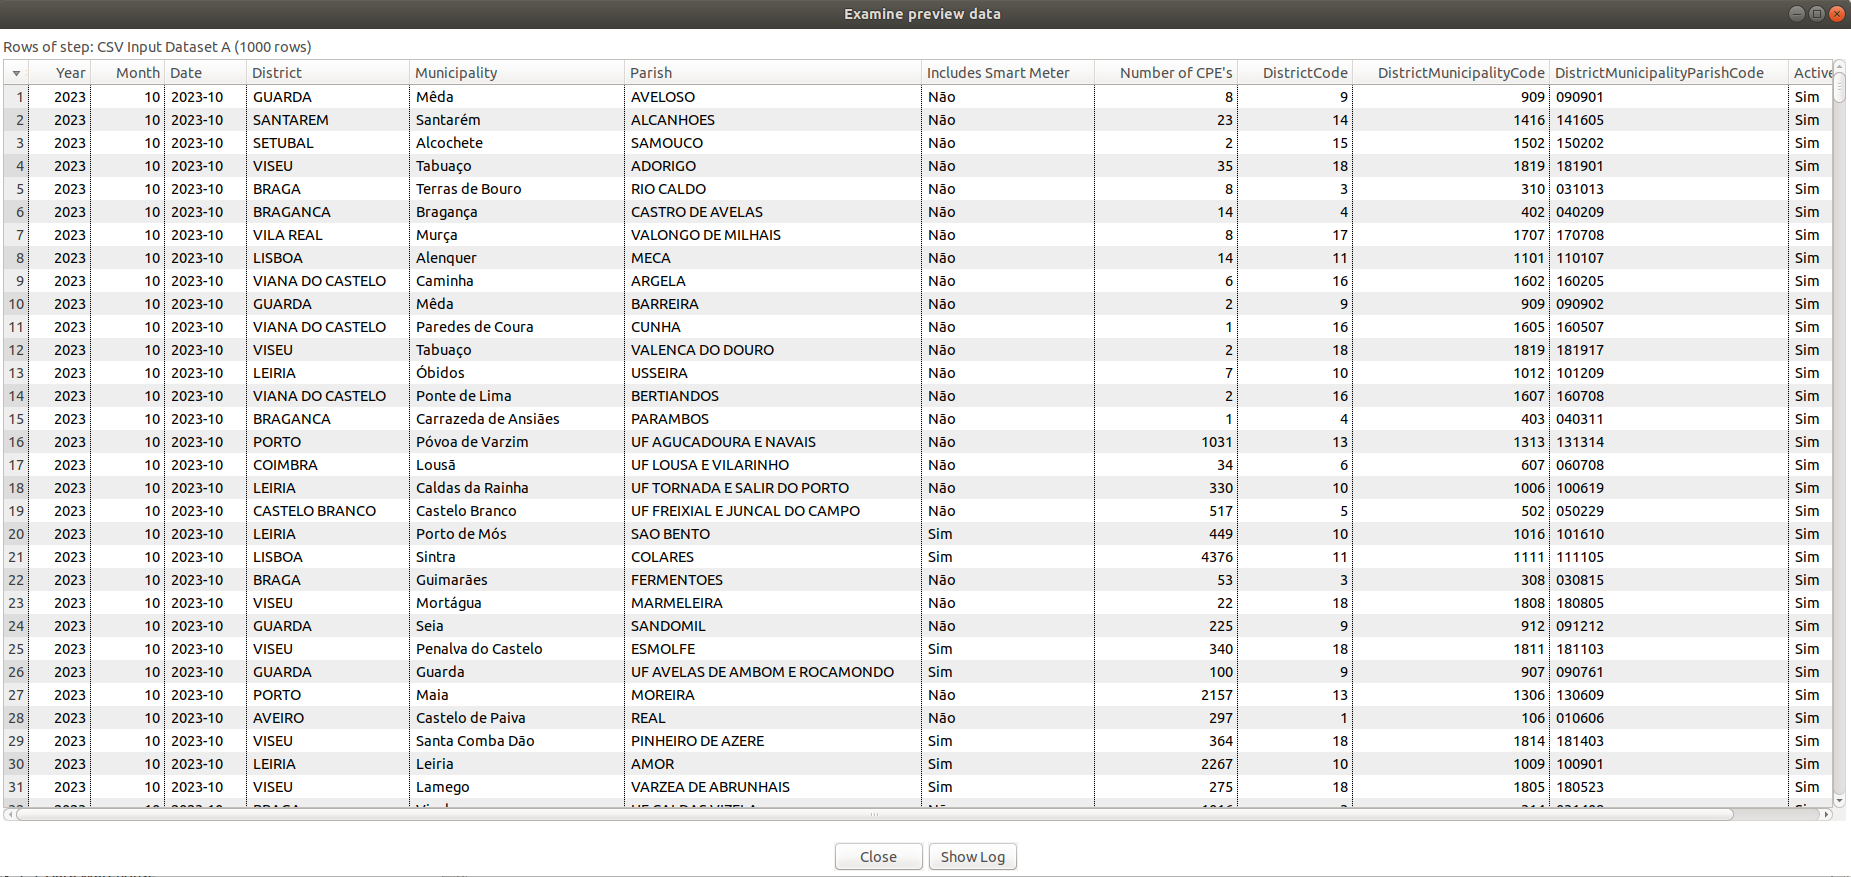 Examine preview data
Rows of step: CSV Input Dataset A (1000 rows)
Year Month Date District Municipality Parish Includes Smart Meter Number of CPE's DistrictCode DistrictMunicipalityCode DistrictMunicipalityParishCode Active
1 2023 10 2023-10 GUARDA Mêda AVELOSO Não 8 9 909 090901 Sim
2 2023 10 2023-10 SANTAREM Santarém ALCANHOES Não 23 14 1416 141605 Sim
3 2023 10 2023-10 SETUBAL Alcochete SAMOUCO Não 2 15 1502 150202 Sim
4 2023 10 2023-10 VISEU Tabuaço ADORIGO Não 35 18 1819 181901 Sim
5 2023 10 2023-10 BRAGA Terras de Bouro RIO CALDO Não 8 3 310 031013 Sim
6 2023 10 2023-10 BRAGANCA Bragança CASTRO DE AVELAS Não 14 4 402 040209 Sim
7 2023 10 2023-10 VILA REAL Murça VALONGO DE MILHAIS Não 8 17 1707 170708 Sim
8 2023 10 2023-10 LISBOA Alenquer MECA Não 14 11 1101 110107 Sim
9 2023 10 2023-10 VIANA DO CASTELO Caminha ARGELA Não 6 16 1602 160205 Sim
10 2023 10 2023-10 GUARDA Mêda BARREIRA Não 2 9 909 090902 Sim
11 2023 10 2023-10 VIANA DO CASTELO Paredes de Coura CUNHA Não 1 16 1605 160507 Sim
12 2023 10 2023-10 VISEU Tabuaço VALENCA DO DOURO Não 2 18 1819 181917 Sim
13 2023 10 2023-10 LEIRIA Óbidos USSEIRA Não 7 10 1012 101209 Sim
14 2023 10 2023-10 VIANA DO CASTELO Ponte de Lima BERTIANDOS Não 2 16 1607 160708 Sim
15 2023 10 2023-10 BRAGANCA Carrazeda de Ansiães PARAMBOS Não 1 4 403 040311 Sim
16 2023 10 2023-10 PORTO Póvoa de Varzim UF AGUCADOURA E NAVAIS Não 1031 13 1313 131314 Sim
17 2023 10 2023-10 COIMBRA Lousã UF LOUSA E VILARINHO Não 34 6 607 060708 Sim
18 2023 10 2023-10 LEIRIA Caldas da Rainha UF TORNADA E SALIR DO PORTO Não 330 10 1006 100619 Sim
19 2023 10 2023-10 CASTELO BRANCO Castelo Branco UF FREIXIAL E JUNCAL DO CAMPO Não 517 5 502 050229 Sim
20 2023 10 2023-10 LEIRIA Porto de Mós SAO BENTO Sim 449 10 1016 101610 Sim
21 2023 10 2023-10 LISBOA Sintra COLARES Sim 4376 11 1111 111105 Sim
22 2023 10 2023-10 BRAGA Guimarães FERMENTOES Não 53 3 308 030815 Sim
23 2023 10 2023-10 VISEU Mortágua MARMELEIRA Não 22 18 1808 180805 Sim
24 2023 10 2023-10 GUARDA Seia SANDOMIL Não 225 9 912 091212 Sim
25 2023 10 2023-10 VISEU Penalva do Castelo ESMOLFE Sim 340 18 1811 181103 Sim
26 2023 10 2023-10 GUARDA Guarda UF AVELAS DE AMBOM E ROCAMONDO Sim 100 9 907 090761 Sim
27 2023 10 2023-10 PORTO Maia MOREIRA Não 2157 13 1306 130609 Sim
28 2023 10 2023-10 AVEIRO Castelo de Paiva REAL Não 297 1 106 010606 Sim
29 2023 10 2023-10 VISEU Santa Comba Dão PINHEIRO DE AZERE Sim 364 18 1814 181403 Sim
30 2023 10 2023-10 LEIRIA Leiria AMOR Sim 2267 10 1009 100901 Sim
31 2023 10 2023-10 VISEU Lamego VARZEA DE ABRUNHAIS Sim 275 18 1805 180523 Sim
Close Show Log